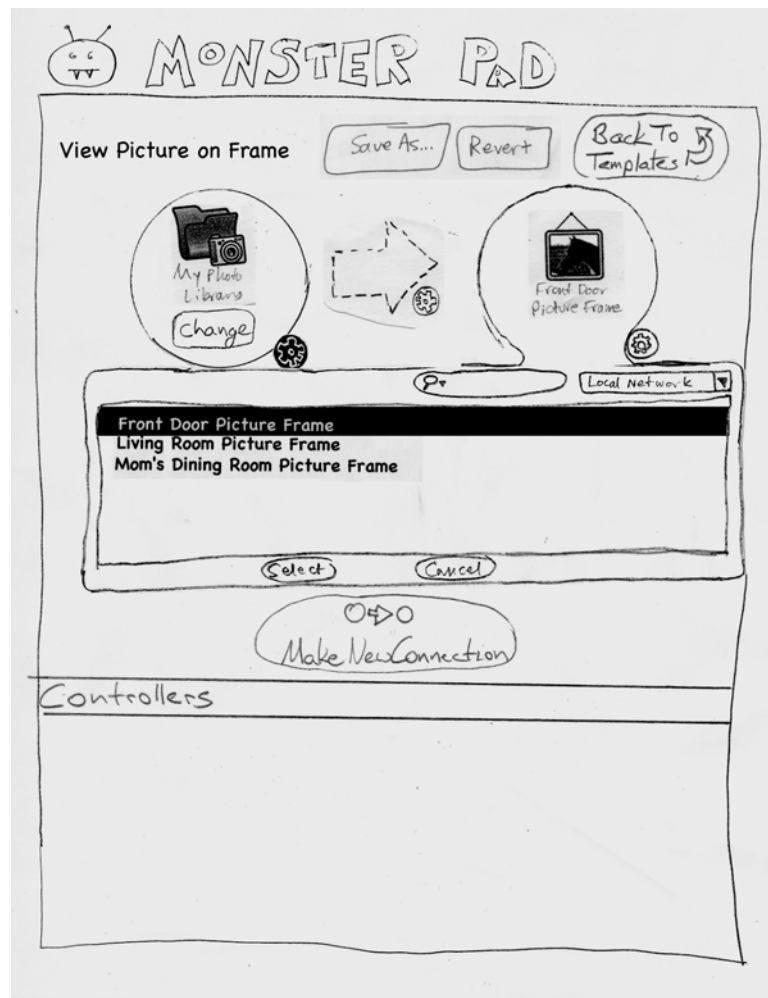 MONSTER PAD
View Picture on Frame
Save As...
Revert
Back To
Templates
My Photo
Library
Change
Front Door
Picture Frame
Local Network
Front Door Picture Frame
Living Room Picture Frame
Mom's Dining Room Picture Frame
Select
Cancel
Make New Connection
Controllers